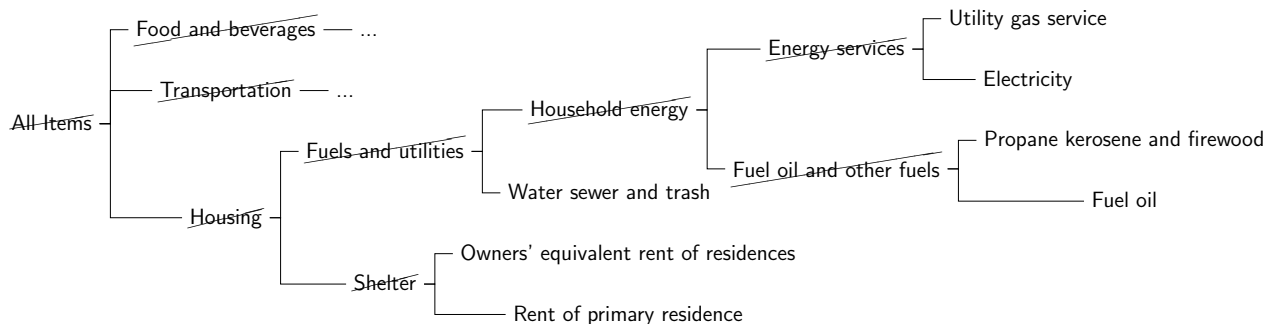 Utility gas service
Food and beverages ...
Energy services
Electricity
Transportation ...
Household energy
All Items
Propane kerosene and firewood
Fuels and utilities
Fuel oil and other fuels
Water sewer and trash
Fuel oil
Housing
Owners' equivalent rent of residences
Shelter
Rent of primary residence